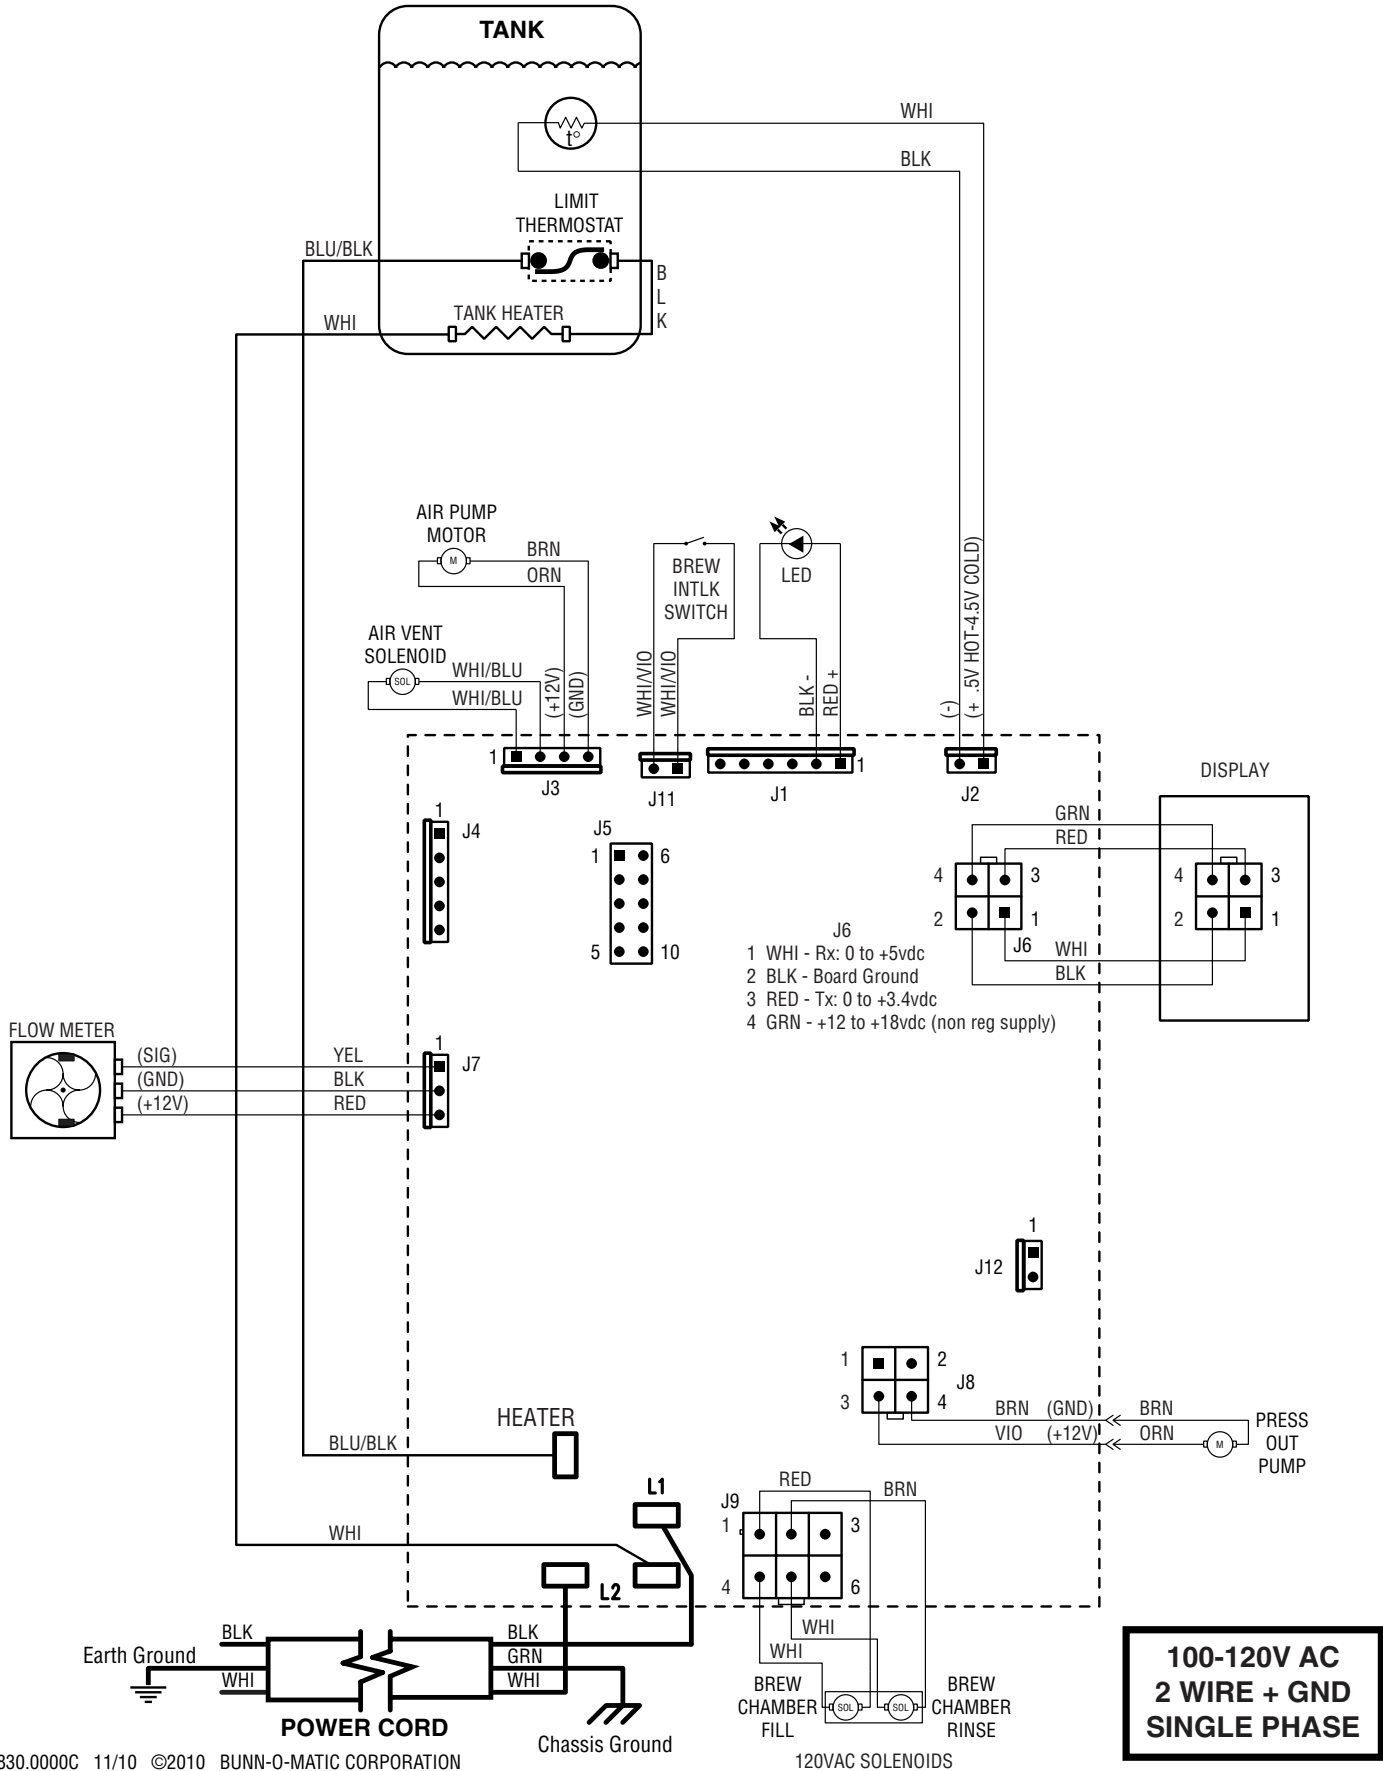 TANK
WHI
t°
BLK
LIMIT
THERMOSTAT
BLU/BLK
B
L
K
TANK HEATER
WHI
AIR PUMP
MOTOR
M
BRN
ORN
BREW
INTLK
SWITCH
LED
AIR VENT
SOLENOID
SOL
WHI/BLU
WHI/BLU
(+12V)
(GND)
WHI/VIO
WHI/VIO
BLK -
RED +
(-)
(+ .5V HOT-4.5V COLD)
1
J3
J11
J1
1
J2
DISPLAY
1
J4
J5
1
6
5
10
GRN
RED
4
3
2
1
J6
4
3
2
1
WHI
BLK
J6
1 WHI - Rx: 0 to +5vdc
2 BLK - Board Ground
3 RED - Tx: 0 to +3.4vdc
4 GRN - +12 to +18vdc (non reg supply)
FLOW METER
(SIG)
YEL
(GND)
BLK
(+12V)
RED
1
J7
1
J12
1
2
3
4
J8
BRN (GND)
BRN
VIO (+12V)
ORN
M
PRESS
OUT
PUMP
HEATER
BLU/BLK
L1
WHI
L2
RED
BRN
J9
1
3
4
6
WHI
WHI
BREW
CHAMBER
FILL
SOL
SOL
BREW
CHAMBER
RINSE
120VAC SOLENOIDS
BLK
Earth Ground
WHI
BLK
GRN
WHI
POWER CORD
Chassis Ground
100-120V AC
2 WIRE + GND
SINGLE PHASE
830.0000C 11/10 ©2010 BUNN-O-MATIC CORPORATION